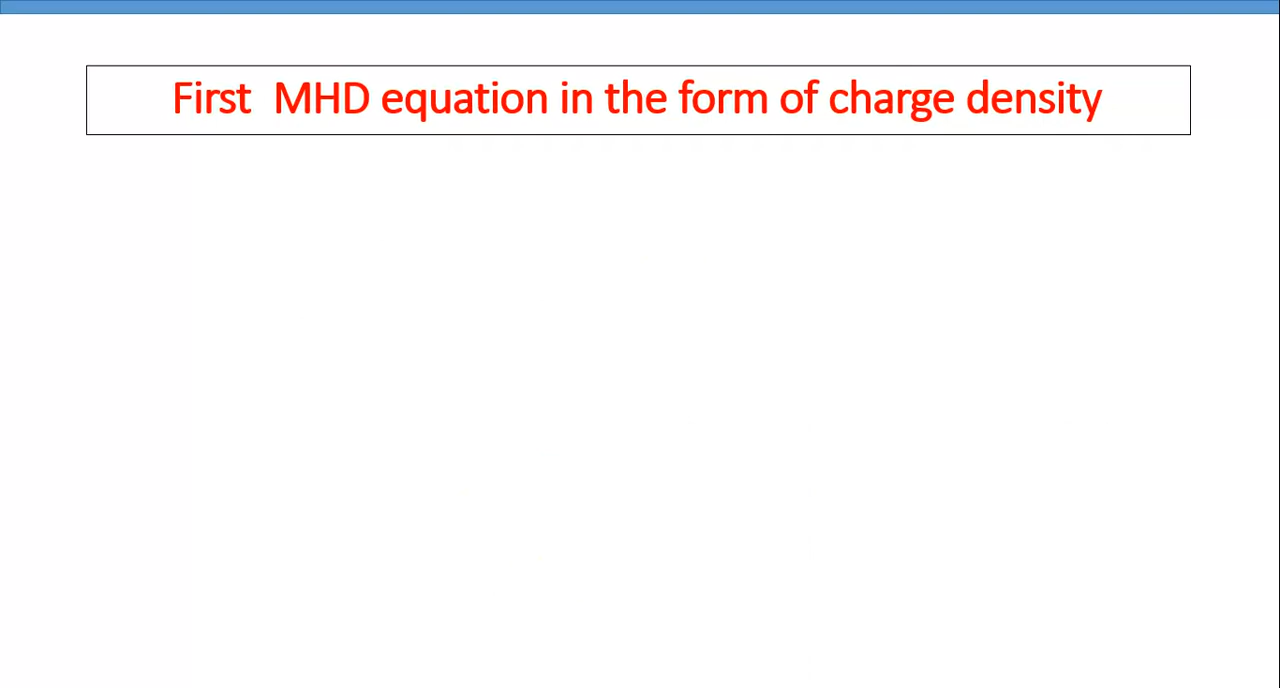 First  MHD equation in the form of charge density